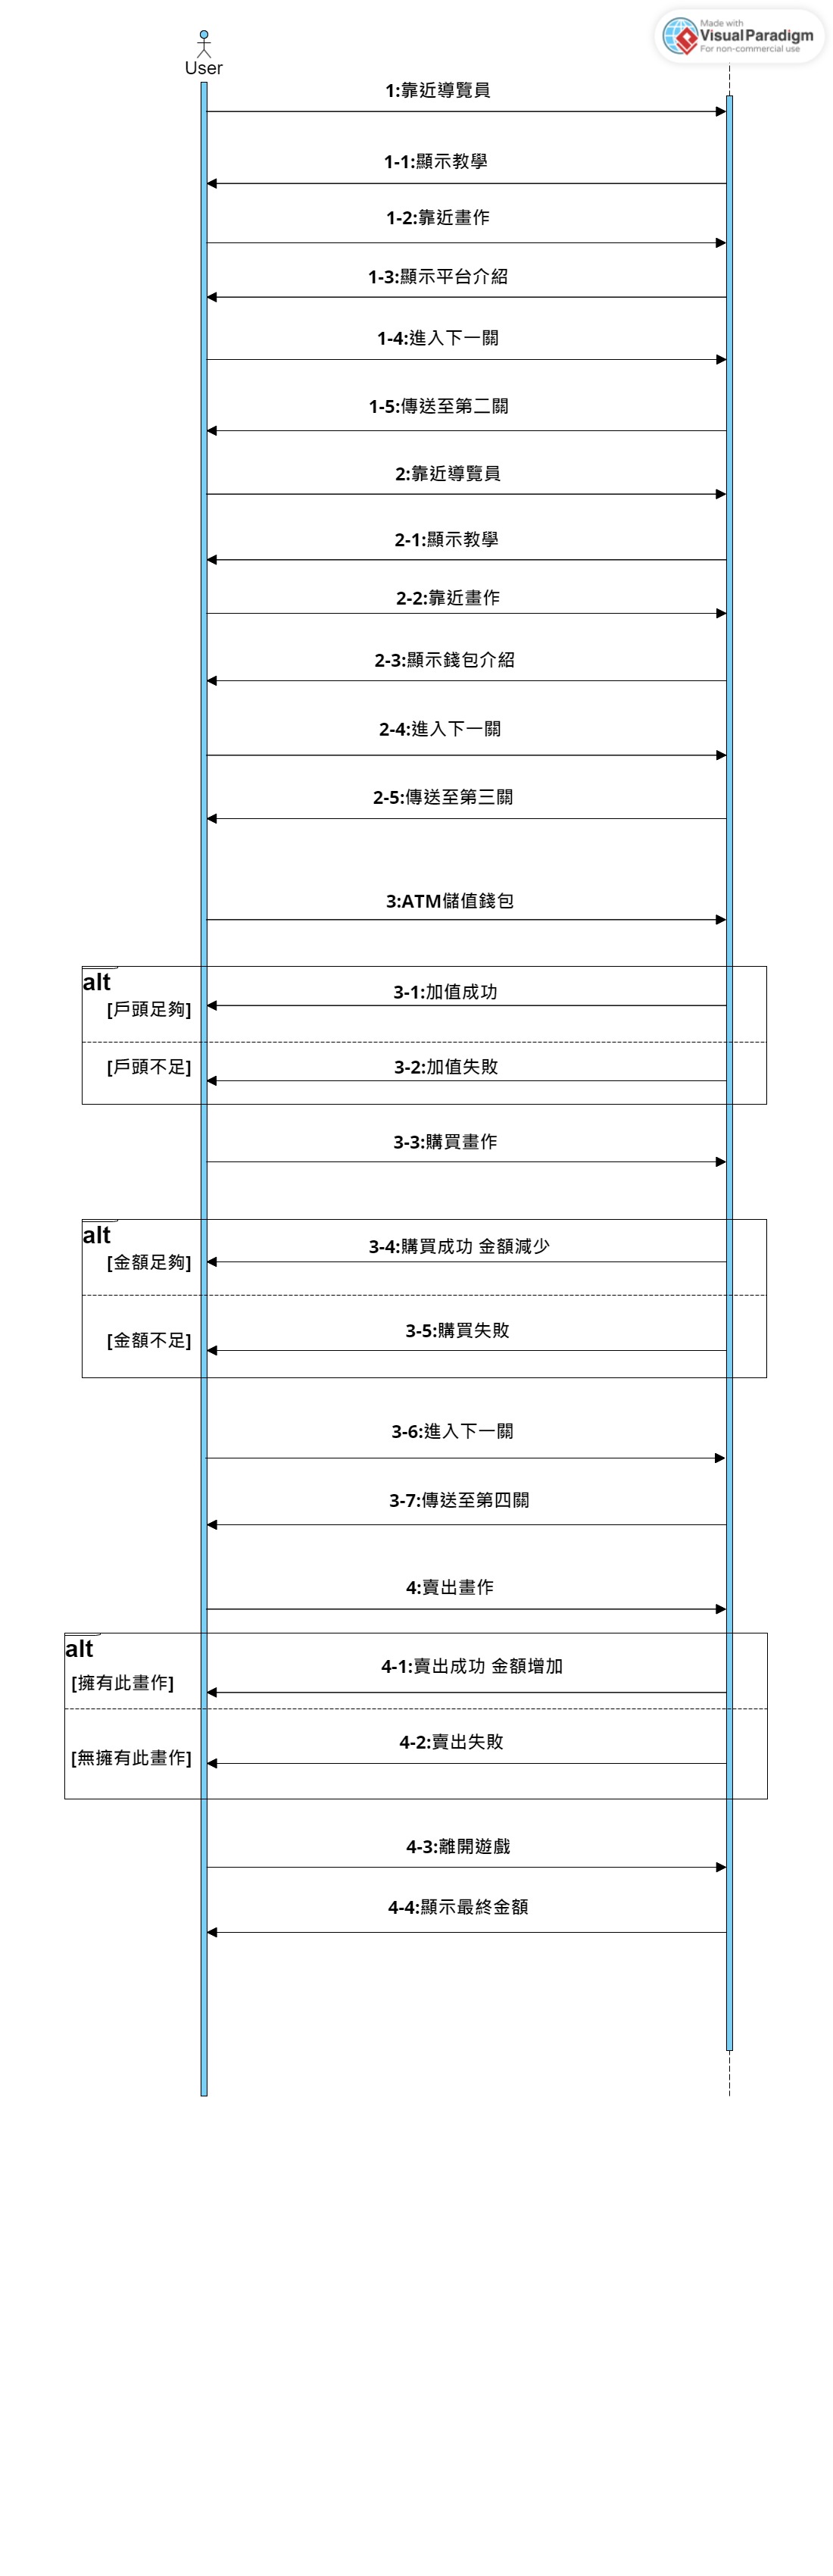 Made with
VisualParadigm
For non-commercial use
User
1:靠近導覽員
1-1:顯示教學
1-2:靠近畫作
1-3:顯示平台介紹
1-4:進入下一關
1-5:傳送至第二關
2:靠近導覽員
2-1:顯示教學
2-2:靠近畫作
2-3:顯示錢包介紹
2-4:進入下一關
2-5:傳送至第三關
3:ATM儲值錢包
alt
3-1:加值成功
[戶頭足夠]
3-2:加值失敗
[戶頭不足]
3-3:購買畫作
alt
3-4:購買成功 金額減少
[金額足夠]
3-5:購買失敗
[金額不足]
3-6:進入下一關
3-7:傳送至第四關
4:賣出畫作
alt
4-1:賣出成功 金額增加
[擁有此畫作]
4-2:賣出失敗
[無擁有此畫作]
4-3:離開遊戲
4-4:顯示最終金額